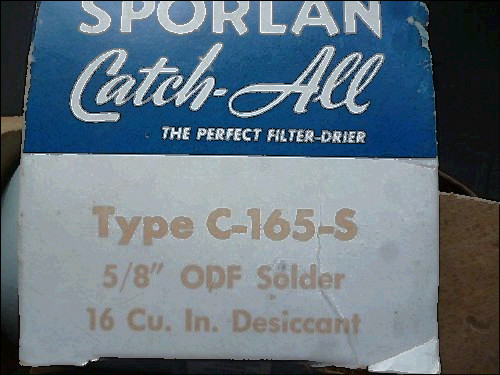 SPORLAN
Catch-All
THE PERFECT FILTER-DRIER
Type C-165-S
5/8" ODF Solder
16 Cu. In. Desiccant